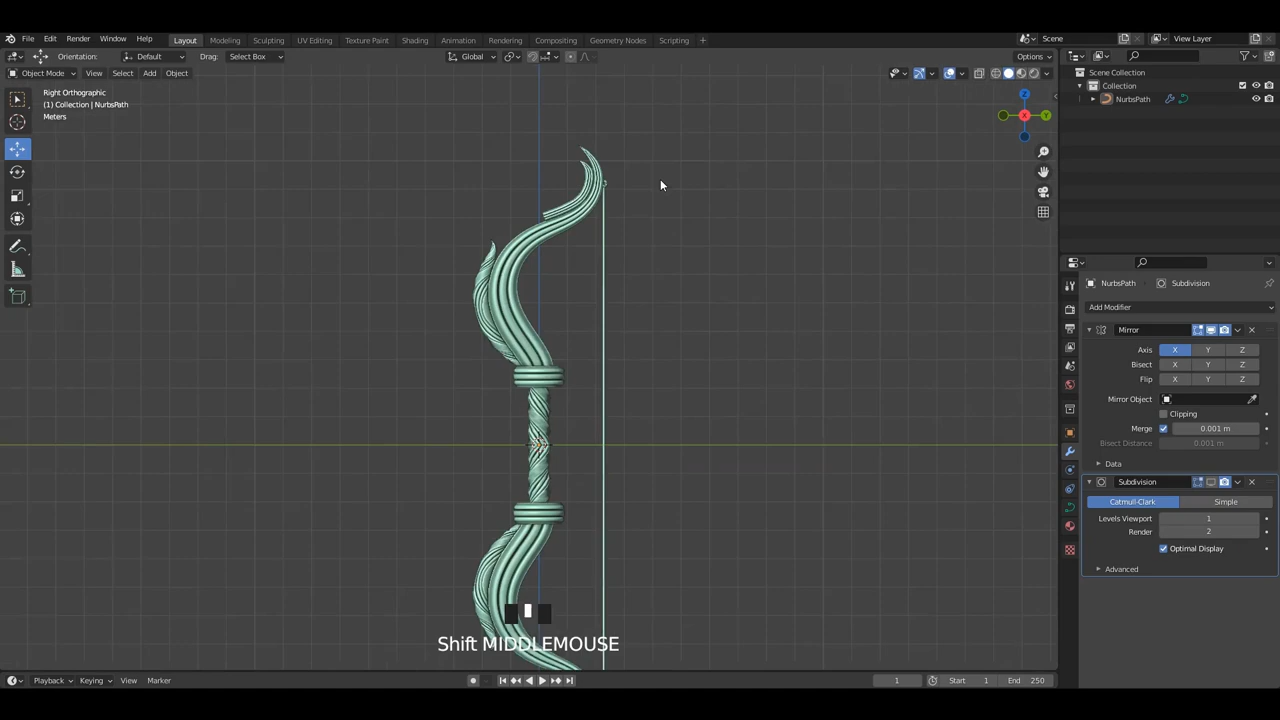 File Edit Render Window Help Layout Modeling Sculpting UV Editing Texture Paint Shading Animation Rendering Compositing Geometry Nodes Scripting + Scene View Layer
Orientation: Default Drag: Select Box Global Options
Object Mode View Select Add Object
Right Orthographic
(1) Collection | NurbsPath
Meters
Z
X
Y
Scene Collection
Collection
NurbsPath
NurbsPath Subdivision
Add Modifier
Mirror
Axis X Y Z
Bisect X Y Z
Flip X Y Z
Mirror Object
Clipping
Merge 0.001 m
Bisect Distance 0.001 m
Data
Subdivision
Catmull-Clark Simple
Levels Viewport 1
Render 2
Optimal Display
Advanced
Shift MIDDLEMOUSE
Playback Keying View Marker 1 Start 1 End 250